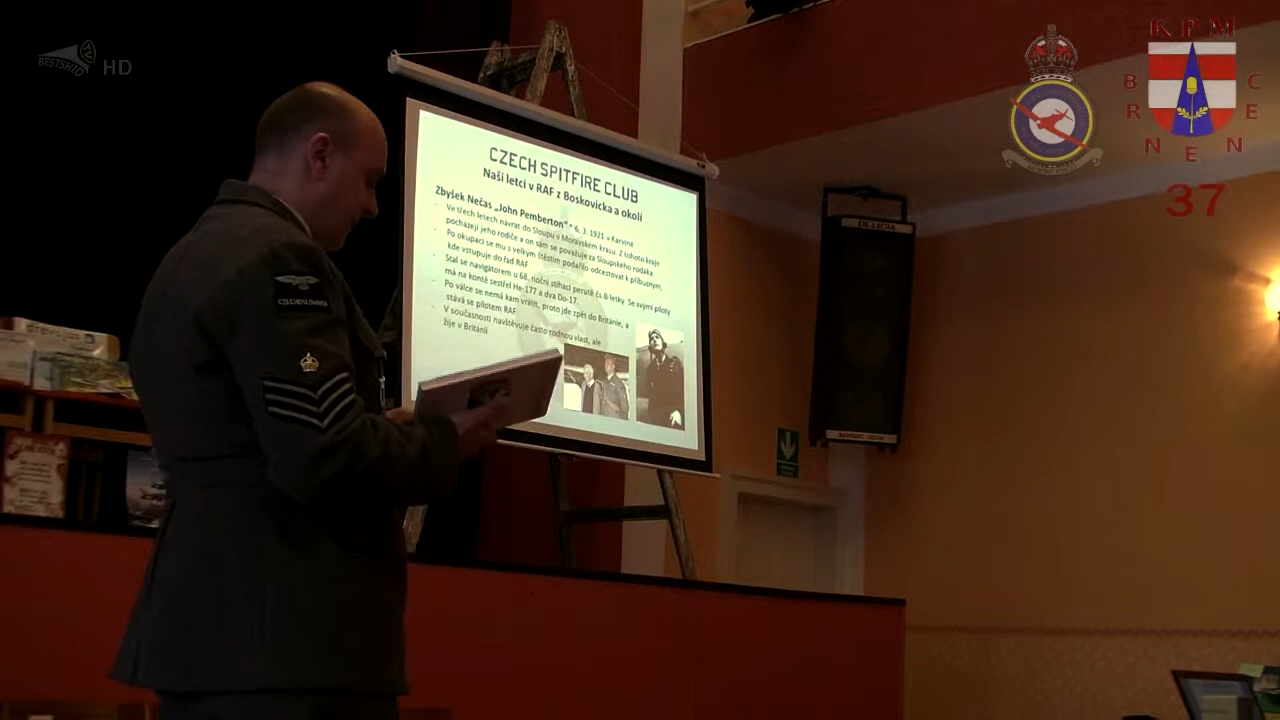 BESTSHID TV HD
KPM
B C
R E
N N
E
37
CZECH SPITFIRE CLUB
Naši letci v RAF z Boskovicka a okolí
Zbyšek Nečas „John Pemberton" * 6. 3. 1921 v Karviné
- Ve třech letech návrat do Sloupu v Moravském krasu. Z tohoto kraje
pocházejí jeho rodiče a on sám se považuje za Sloupského rodáka.
- Po okupaci se mu s velkým štěstím podařilo odcestovat k příbuzným,
kde vstupuje do řad RAF
- Stal se navigátorem u 68. noční stíhací perutě čs B-letky. Se svými piloty
má na kontě sestřel He-177 a dva Do-17.
- Po válce se nemá kam vrátit, proto jde zpět do Británie, a
stává se pilotem RAF
- V současnosti navštěvuje často rodnou vlast, ale
žije v Británii
CZECHOSLOVAKIA